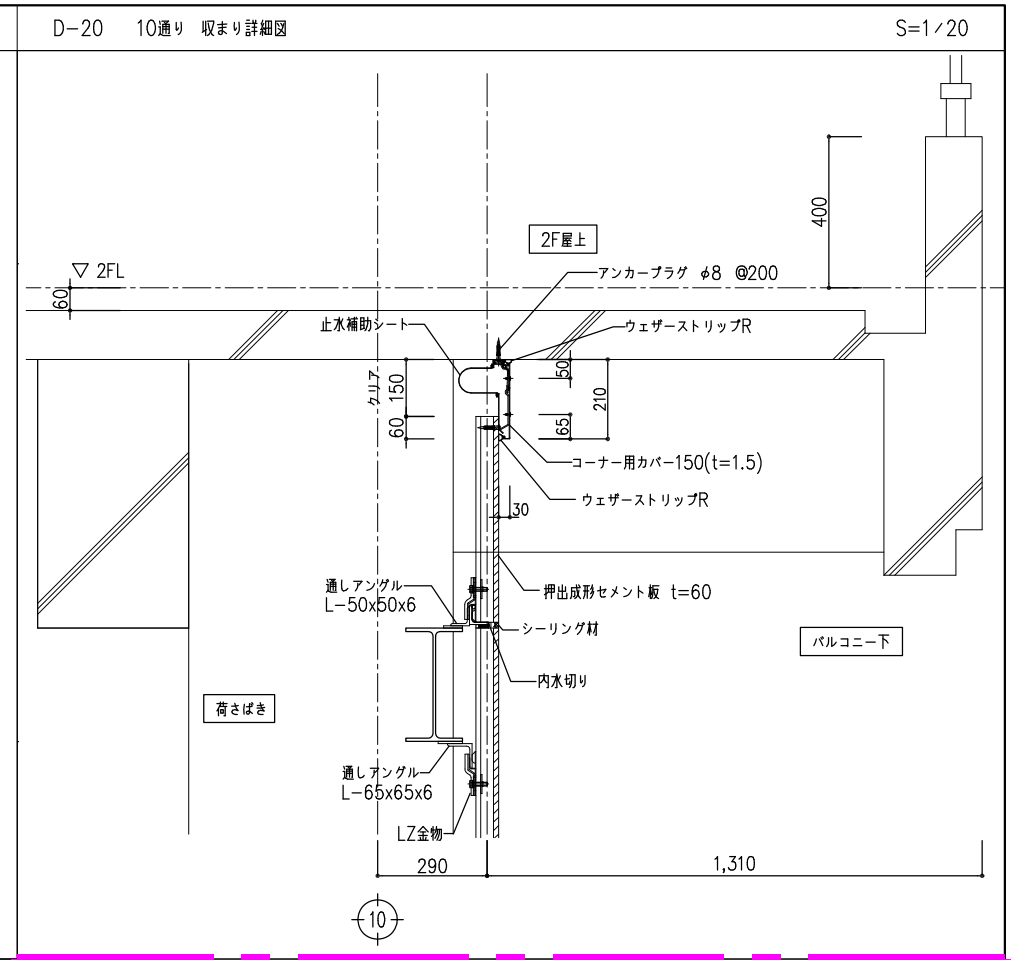 D-20 10通り 収まり詳細図 S=1/20
400
2F屋上
▽ 2FL
60
アンカープラグ φ8 @200
止水補助シート
ウェザーストリップR
クリア
150
60
50
65
210
コーナー用カバー150(t=1.5)
ウェザーストリップR
30
通しアングル
L-50x50x6
押出成形セメント板 t=60
シーリング材
バルコニー下
内水切り
荷さばき
通しアングル
L-65x65x6
LZ金物
290
1,310
10